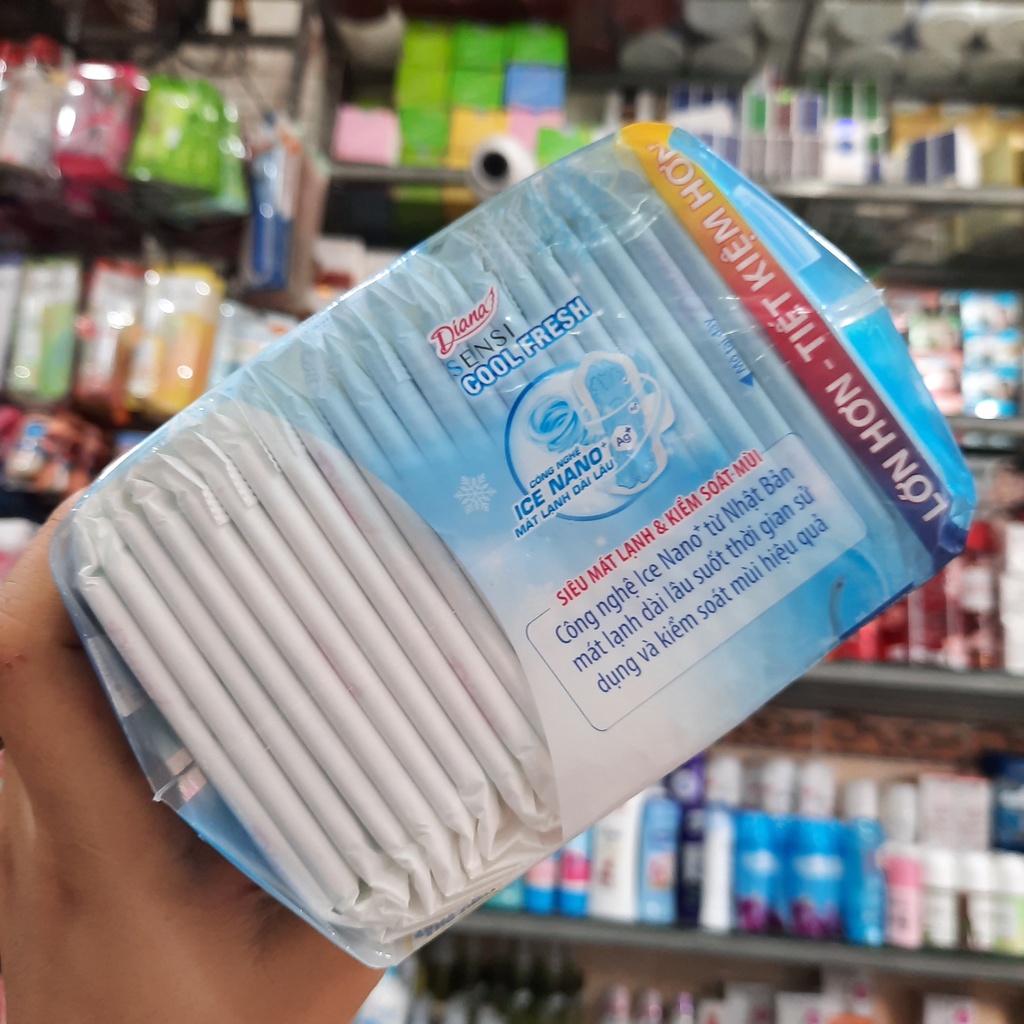 LỚN HƠN - TIẾT KIỆM HƠN
Diana
SENSI
COOL FRESH
CÔNG NGHỆ
ICE NANO+
MÁT LẠNH DÀI LÂU
Ag+
SIÊU MÁT LẠNH & KIỂM SOÁT MÙI
Công nghệ Ice Nano+ từ Nhật Bản
mát lạnh dài lâu suốt thời gian sử
dụng và kiểm soát mùi hiệu quả